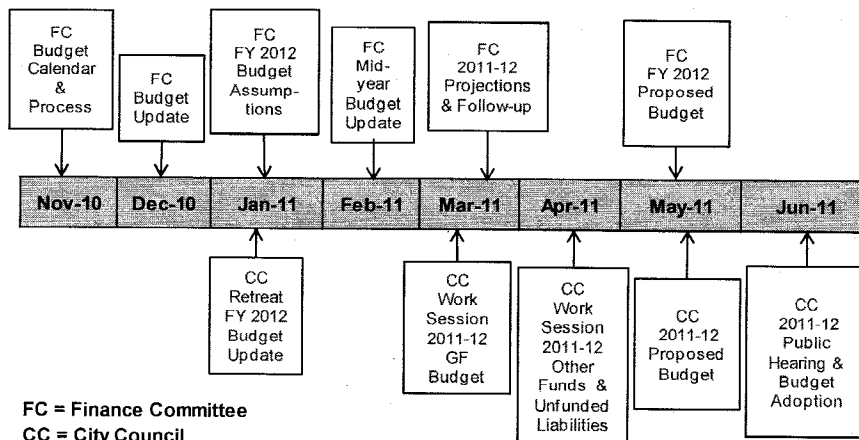 FC
Budget
Calendar
&
Process
FC
Budget
Update
FC
FY 2012
Budget
Assump-
tions
FC
Mid-
year
Budget
Update
FC
2011-12
Projections
& Follow-up
FC
FY 2012
Proposed
Budget
Nov-10
Dec-10
Jan-11
Feb-11
Mar-11
Apr-11
May-11
Jun-11
CC
Retreat
FY 2012
Budget
Update
CC
Work
Session
2011-12
GF
Budget
CC
Work
Session
2011-12
Other
Funds &
Unfunded
Liabilities
CC
2011-12
Proposed
Budget
CC
2011-12
Public
Hearing &
Budget
Adoption
FC = Finance Committee
CC = City Council